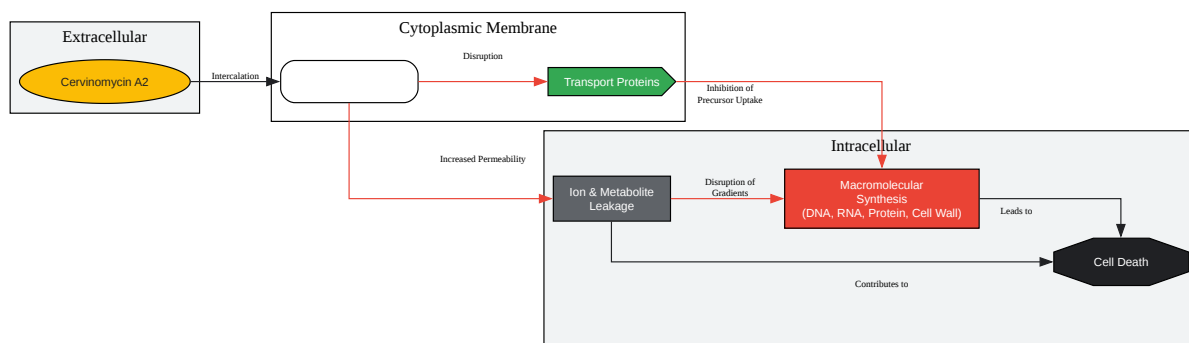 Extracellular
Cervinomycin A2
Intercalation
Cytoplasmic Membrane
Disruption
Transport Proteins
Inhibition of
Precursor Uptake
Increased Permeability
Intracellular
Ion & Metabolite
Leakage
Disruption of
Gradients
Macromolecular
Synthesis
(DNA, RNA, Protein, Cell Wall)
Leads to
Cell Death
Contributes to